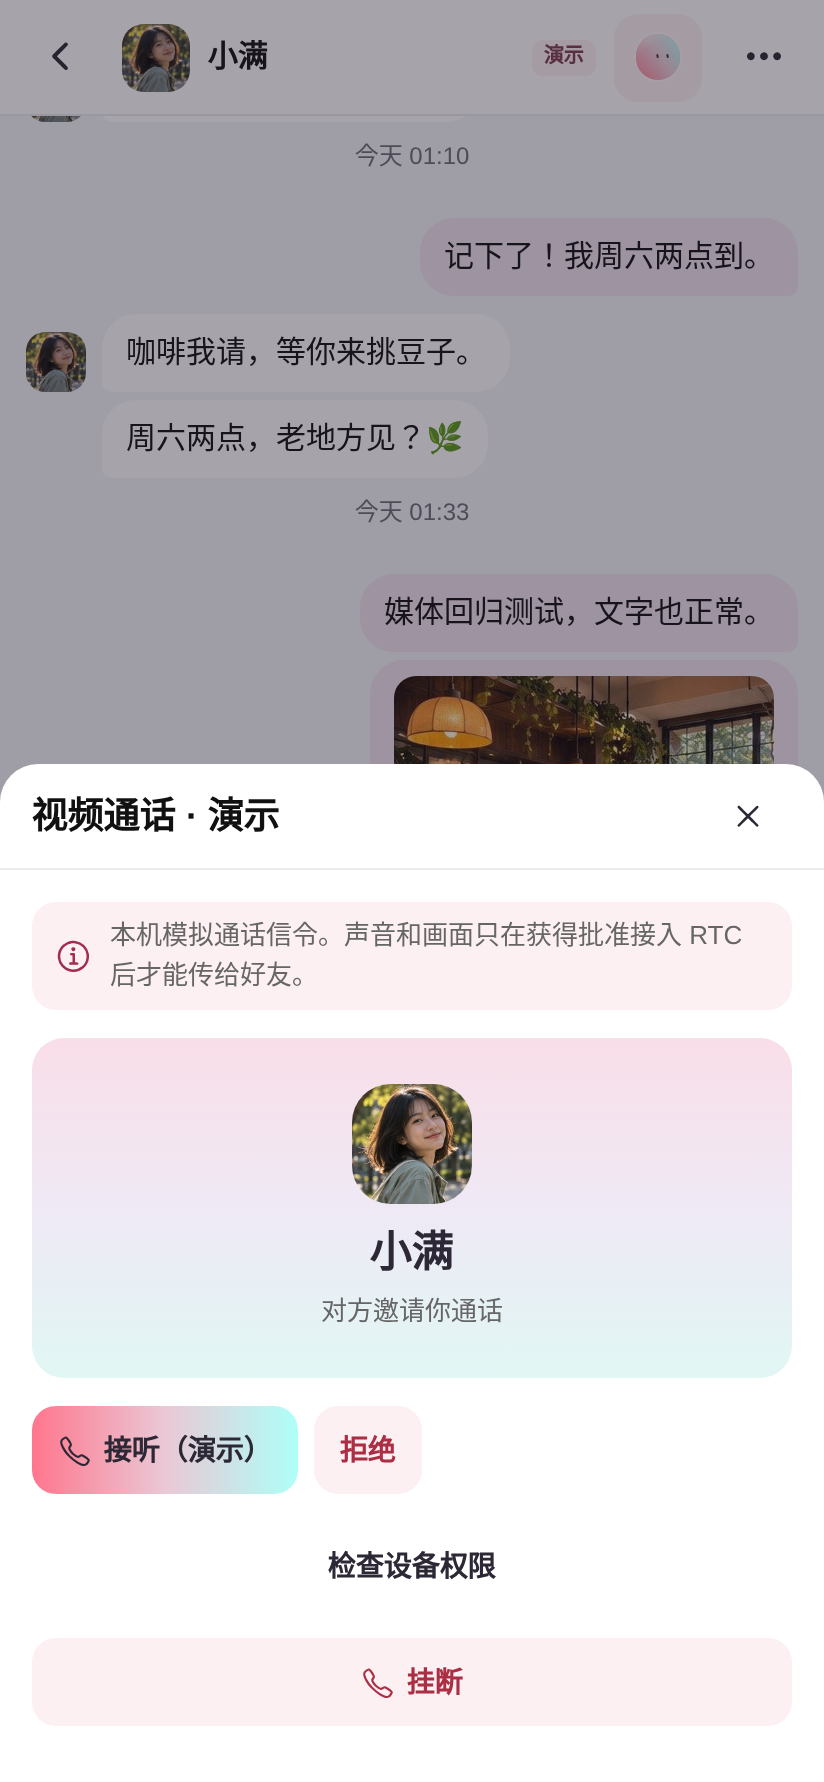 小满
演示
今天 01:10
记下了！我周六两点到。
咖啡我请，等你来挑豆子。
周六两点，老地方见？🌿
今天 01:33
媒体回归测试，文字也正常。
视频通话 · 演示
本机模拟通话信令。声音和画面只在获得批准接入 RTC
后才能传给好友。
小满
对方邀请你通话
接听（演示）
拒绝
检查设备权限
挂断